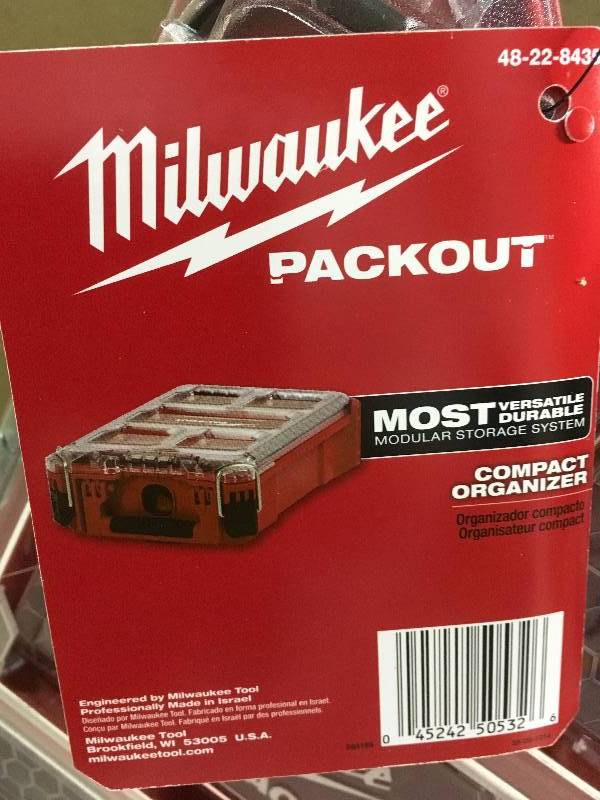 48-22-843
Milwaukee®
PACKOUT™
MOST VERSATILE
DURABLE
MODULAR STORAGE SYSTEM
COMPACT
ORGANIZER
Organizador compacto
Organisateur compact
Engineered by Milwaukee Tool
Professionally Made in Israel
Diseñado por Milwaukee Tool. Fabricado en forma profesional en Israel.
Conçu par Milwaukee Tool. Fabriqué en Israël par des professionnels.
Milwaukee Tool
Brookfield, WI 53005 U.S.A.
milwaukeetool.com
0 45242 50532 6